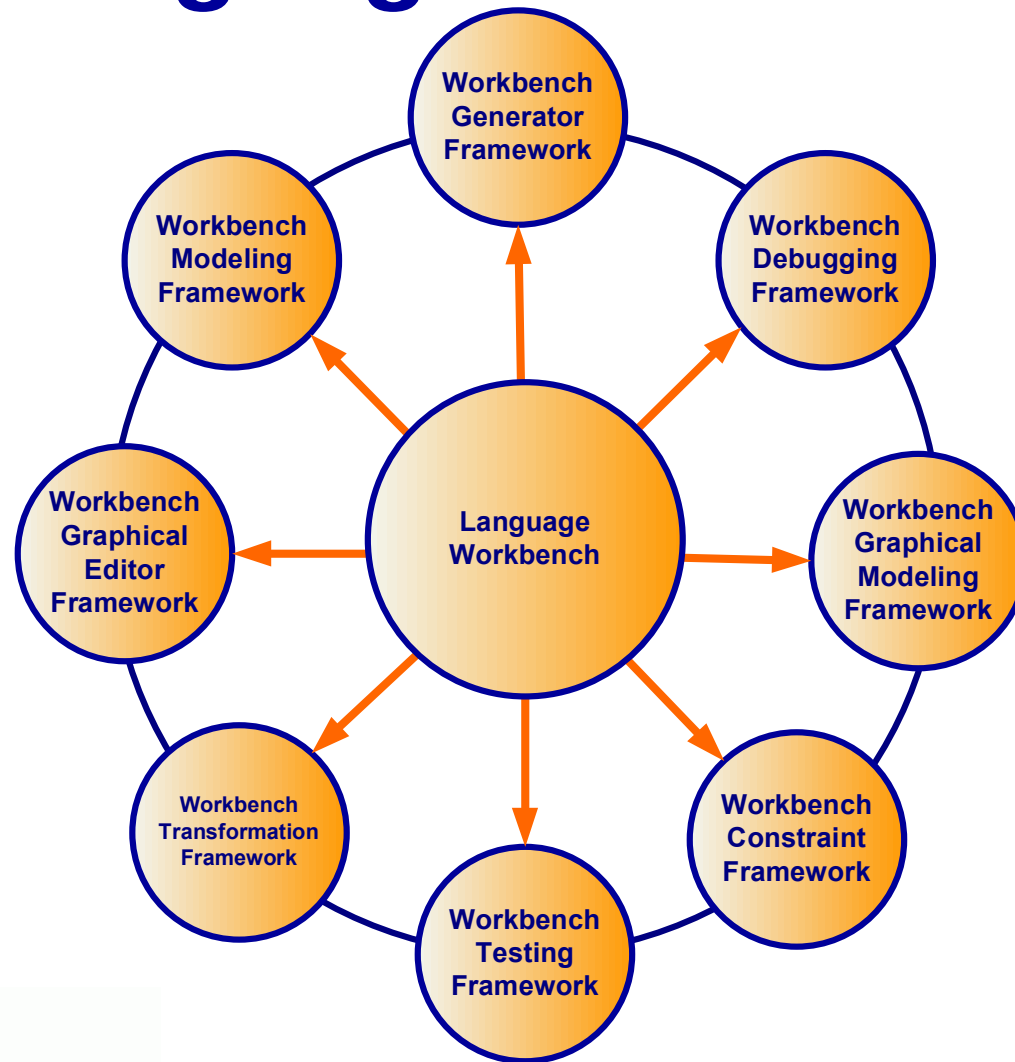 Workbench
Generator
Framework
Workbench
Modeling
Framework
Workbench
Debugging
Framework
Workbench
Graphical
Editor
Framework
Language
Workbench
Workbench
Graphical
Modeling
Framework
Workbench
Transformation
Framework
Workbench
Constraint
Framework
Workbench
Testing
Framework